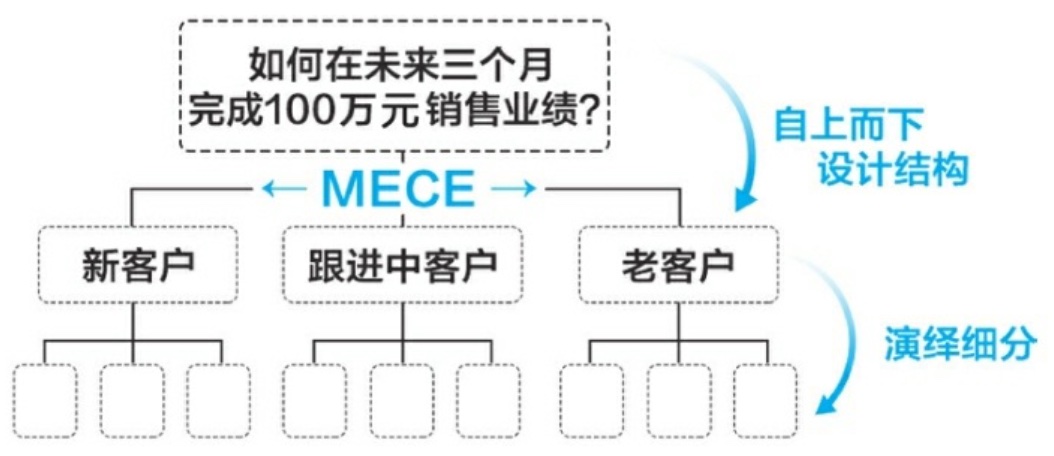 如何在未来三个月
完成100万元 销售业绩?
自上而下
设计结构
← MECE →
新客户
跟进中客户
老客户
演绎细分